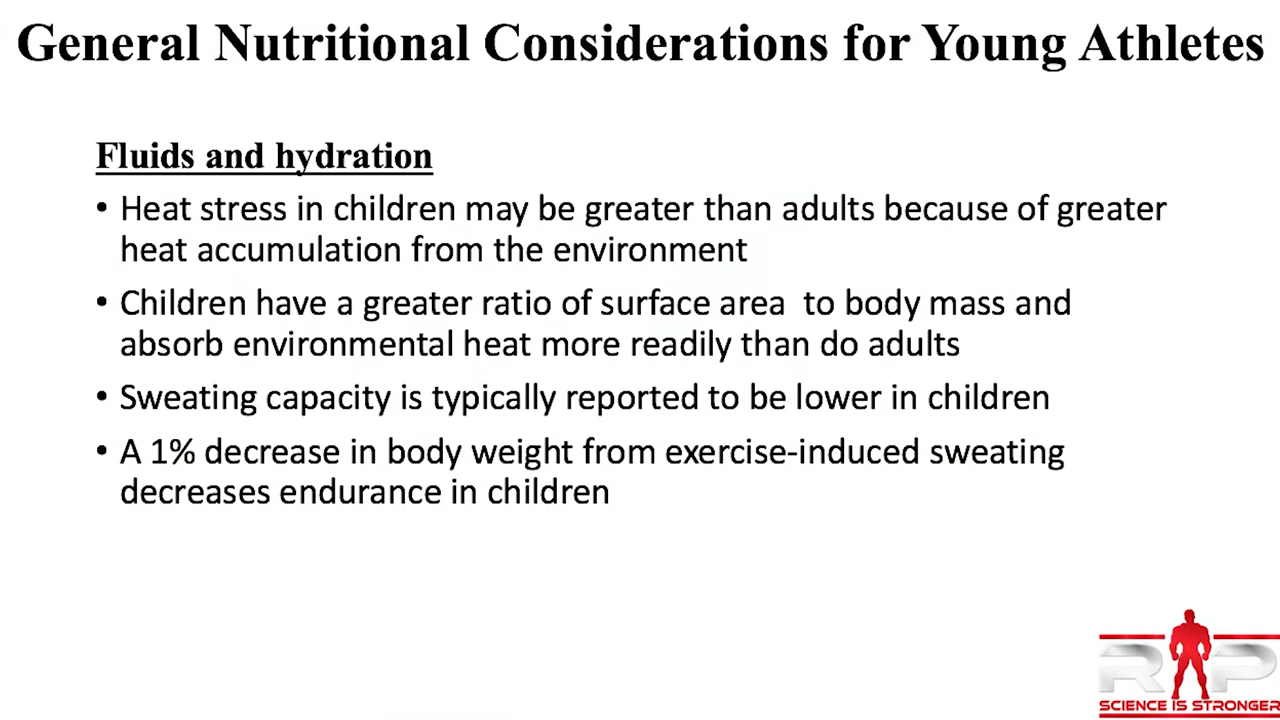 General Nutritional Considerations for Young Athletes
Fluids and hydration
• Heat stress in children may be greater than adults because of greater
heat accumulation from the environment
• Children have a greater ratio of surface area  to body mass and
absorb environmental heat more readily than do adults
• Sweating capacity is typically reported to be lower in children
• A 1% decrease in body weight from exercise-induced sweating
decreases endurance in children
R P
SCIENCE IS STRONGER